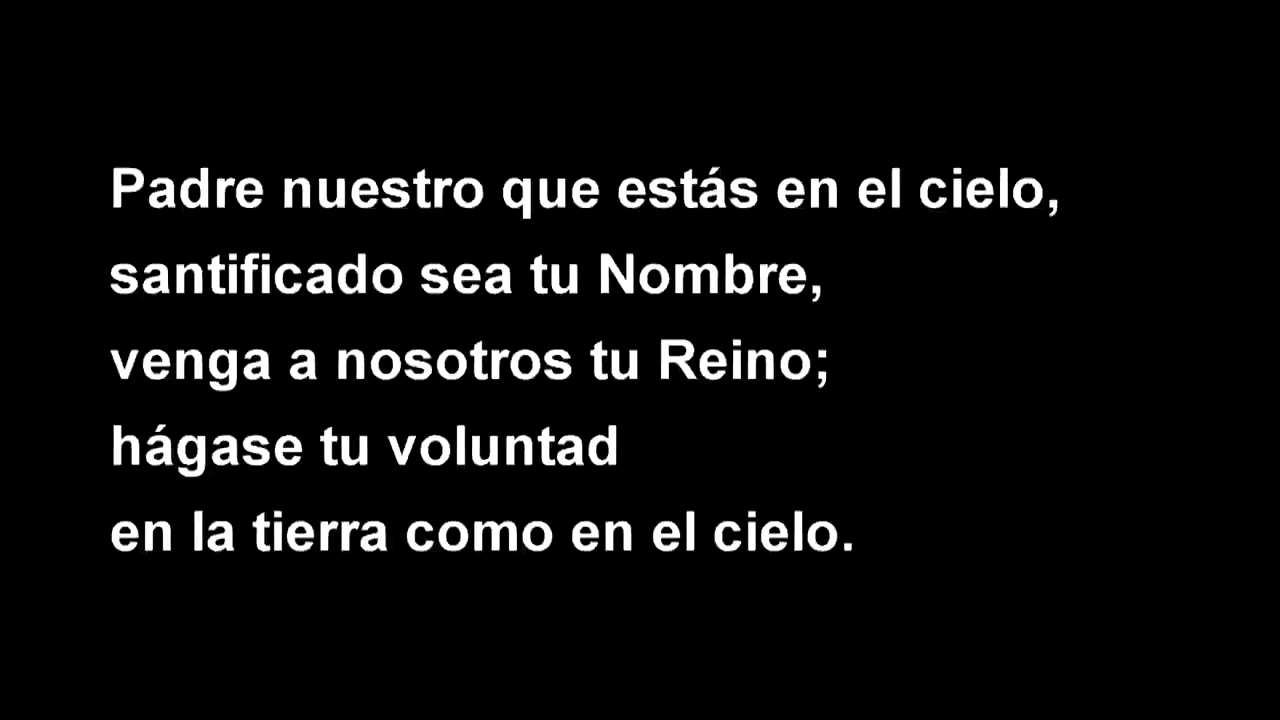 Padre nuestro que estás en el cielo,
santificado sea tu Nombre,
venga a nosotros tu Reino;
hágase tu voluntad
en la tierra como en el cielo.